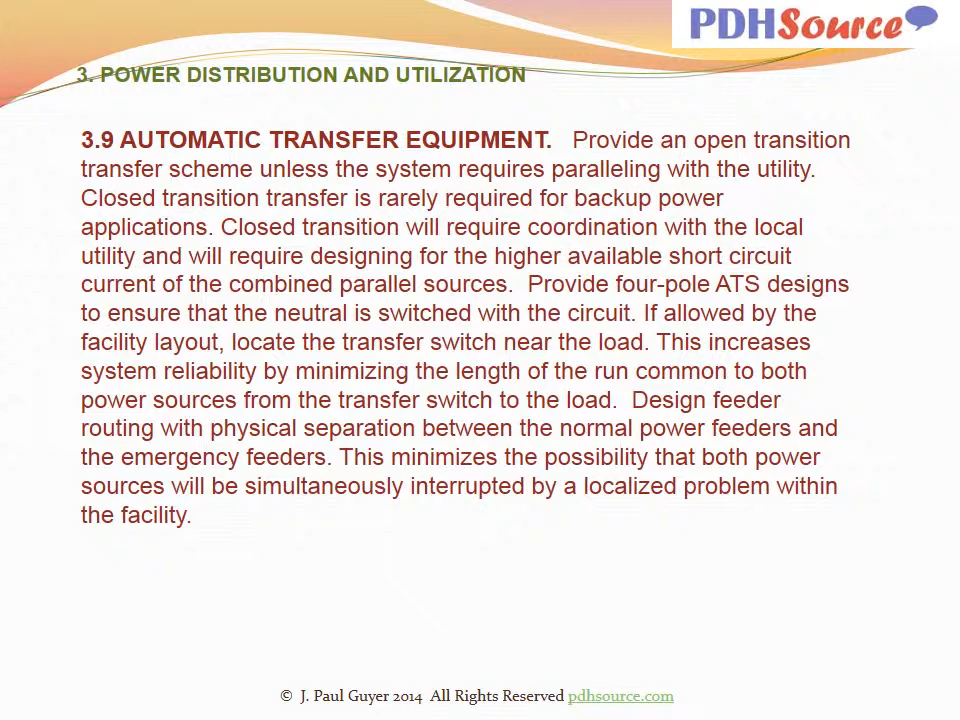 PDHSource
3. POWER DISTRIBUTION AND UTILIZATION
3.9 AUTOMATIC TRANSFER EQUIPMENT. Provide an open transition
transfer scheme unless the system requires paralleling with the utility.
Closed transition transfer is rarely required for backup power
applications. Closed transition will require coordination with the local
utility and will require designing for the higher available short circuit
current of the combined parallel sources. Provide four-pole ATS designs
to ensure that the neutral is switched with the circuit. If allowed by the
facility layout, locate the transfer switch near the load. This increases
system reliability by minimizing the length of the run common to both
power sources from the transfer switch to the load. Design feeder
routing with physical separation between the normal power feeders and
the emergency feeders. This minimizes the possibility that both power
sources will be simultaneously interrupted by a localized problem within
the facility.
© J. Paul Guyer 2014 All Rights Reserved pdhsource.com